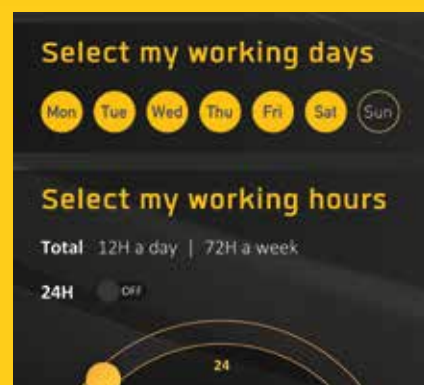 Select my working days
Mon Tue Wed Thu Fri Sat Sun
Select my working hours
Total 12H a day | 72H a week
24H OFF
24